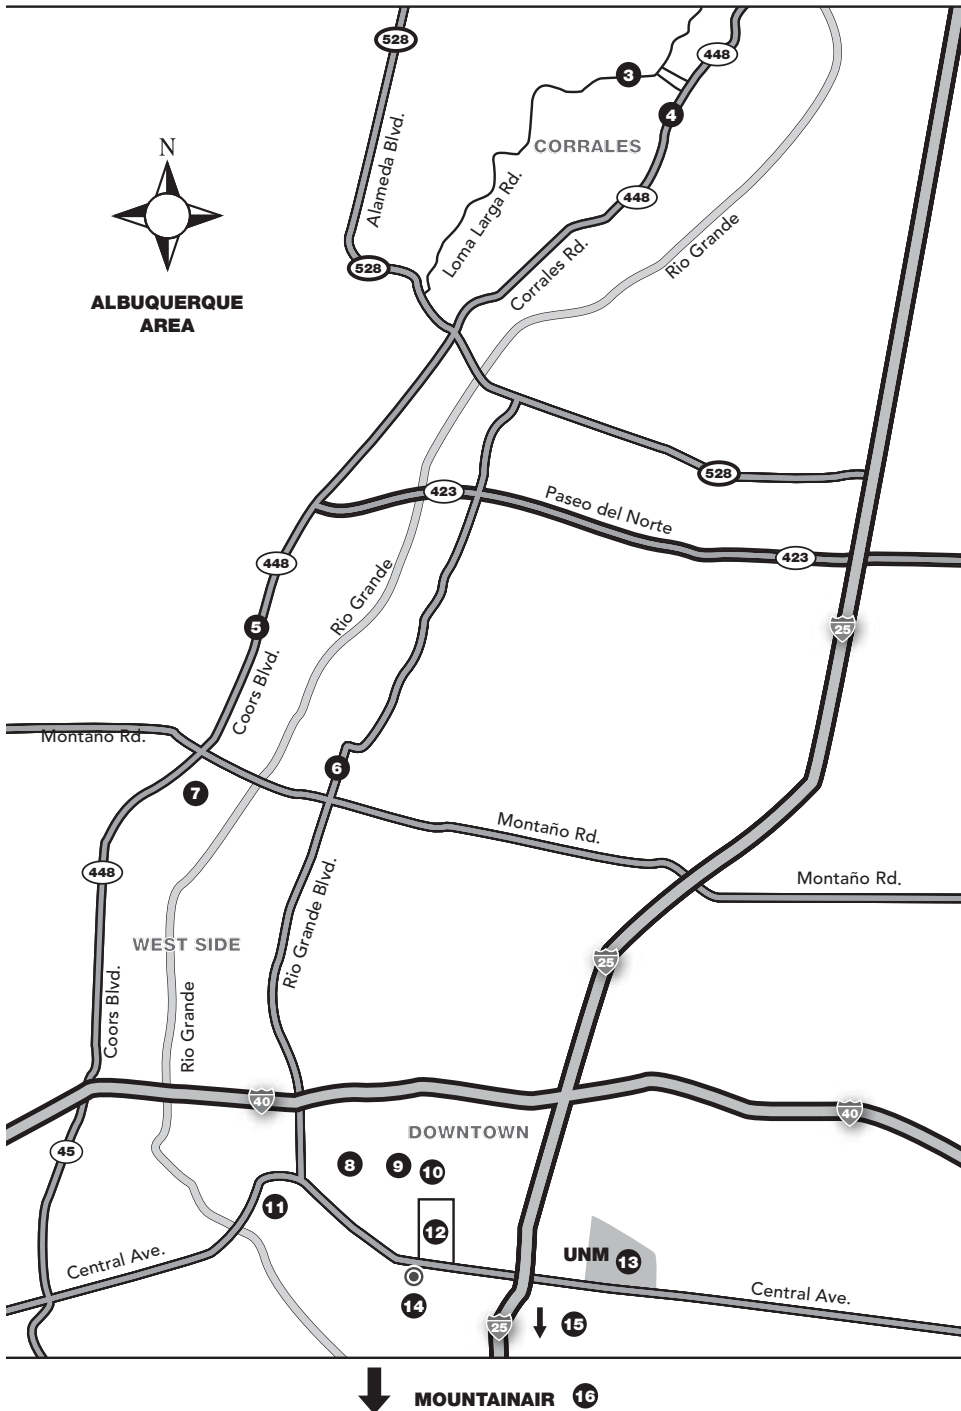 528
448
3
4
CORRALES
N
Alameda Blvd.
448
Loma Larga Rd.
528
Corrales Rd.
Rio Grande
ALBUQUERQUE
AREA
528
423
Paseo del Norte
423
448
Rio Grande
5
25
Coors Blvd.
Montaño Rd.
6
7
Montaño Rd.
448
Montaño Rd.
Rio Grande Blvd.
WEST SIDE
25
Coors Blvd.
Rio Grande
40
40
DOWNTOWN
45
8
9
10
11
12
UNM
13
Central Ave.
14
Central Ave.
25
15
MOUNTAINAIR 16